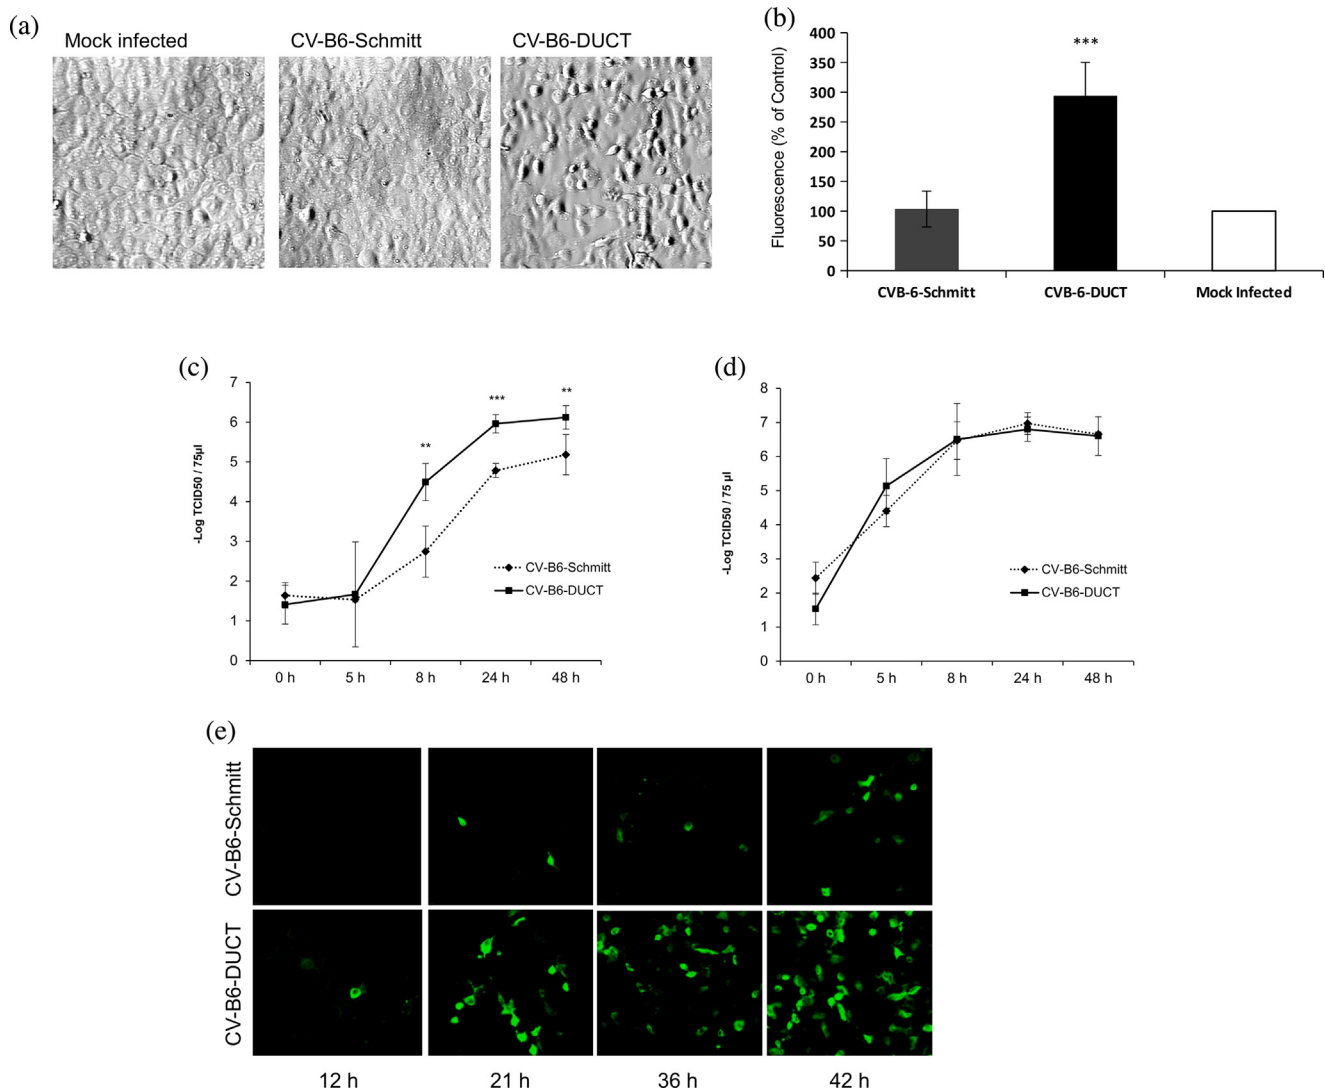 (a)
Mock infected CV-B6-Schmitt CV-B6-DUCT
(b)
400
350
300
250
200
150
100
50
0
Fluorescence (% of Control)
***
CVB-6-Schmitt CVB-6-DUCT Mock Infected
(c)
7
6
5
4
3
2
1
0
-Log TCID50 / 75µl
** *** **
CV-B6-Schmitt
CV-B6-DUCT
0 h 5 h 8 h 24 h 48 h
(d)
8
7
6
5
4
3
2
1
0
-Log TCID50 / 75 µl
CV-B6-Schmitt
CV-B6-DUCT
0 h 5 h 8 h 24 h 48 h
(e)
CV-B6-Schmitt
CV-B6-DUCT
12 h 21 h 36 h 42 h